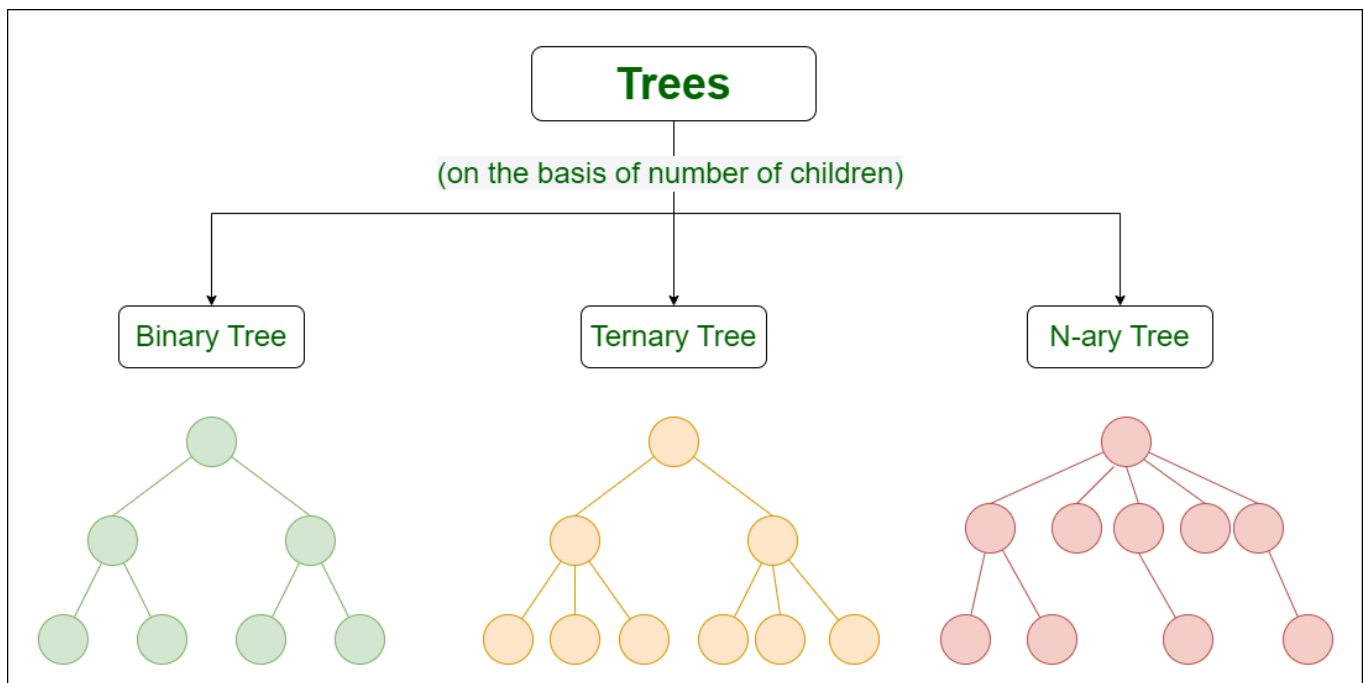 Trees
(on the basis of number of children)
Binary Tree
Ternary Tree
N-ary Tree